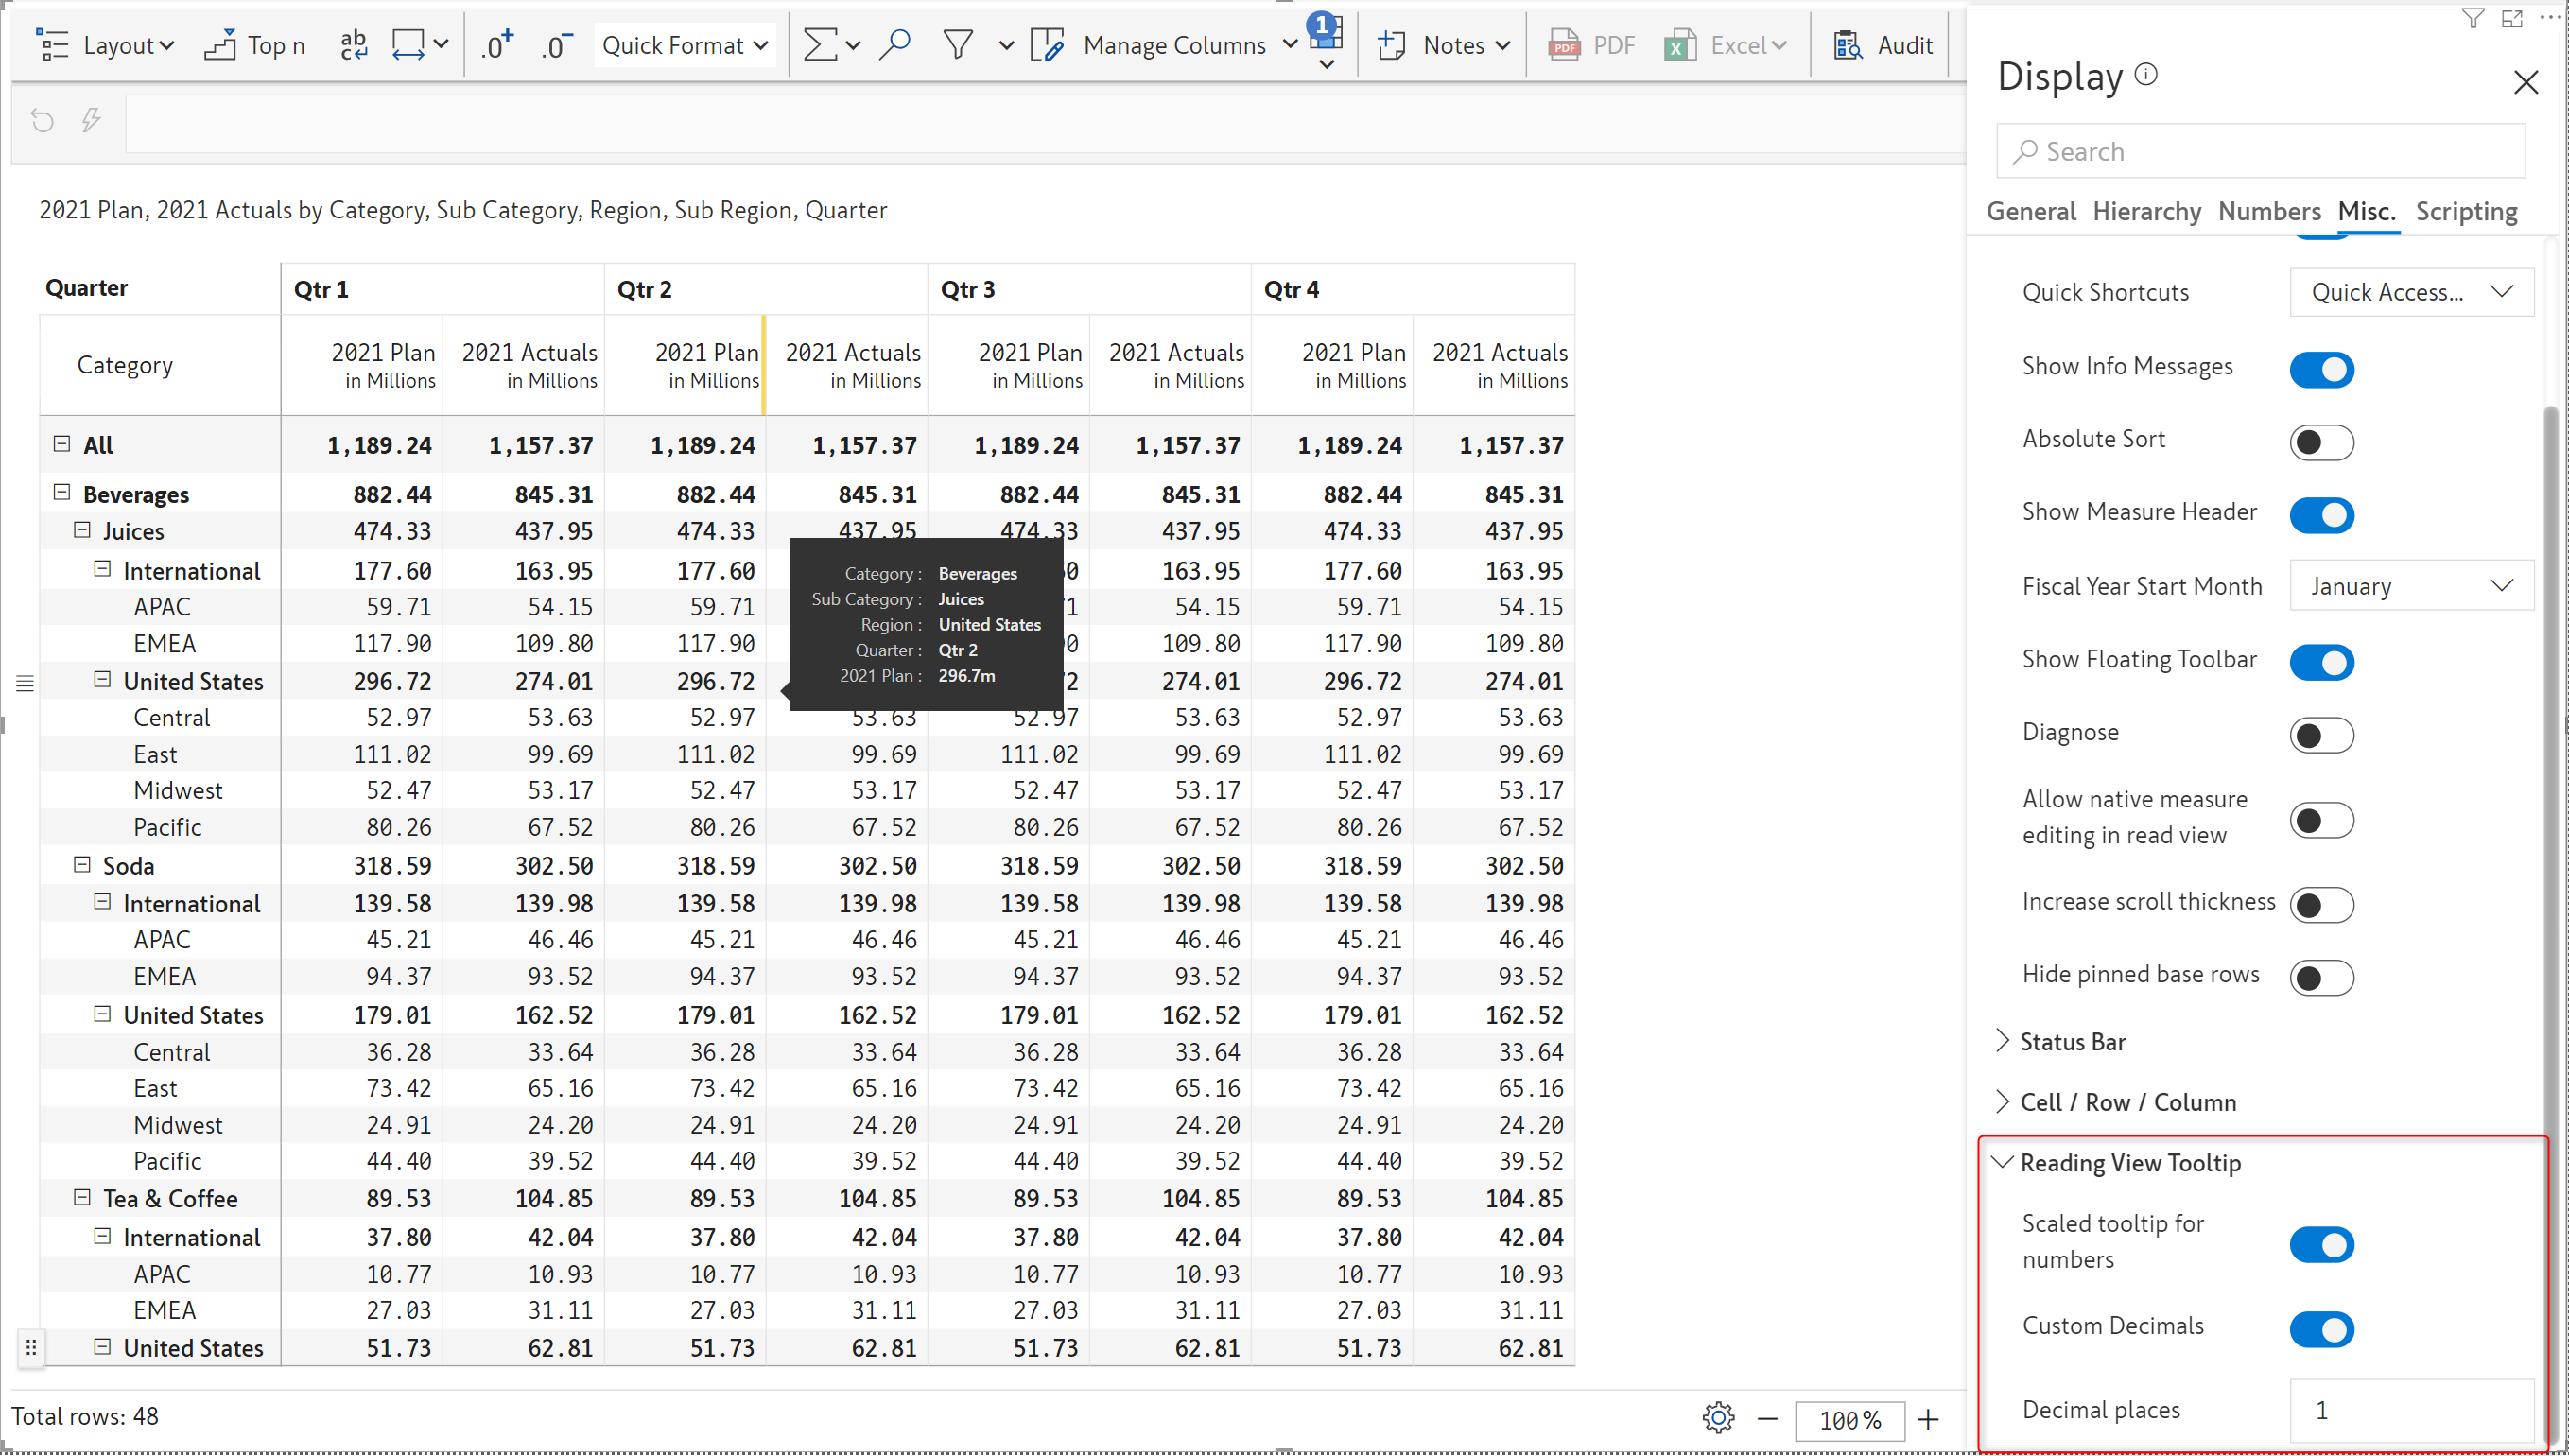 Layout Top n ab c .0+ .0- Quick Format Manage Columns 1 Notes PDF PDF X Excel Audit
2021 Plan, 2021 Actuals by Category, Sub Category, Region, Sub Region, Quarter
Quarter Qtr 1 Qtr 2 Qtr 3 Qtr 4
Category 2021 Plan 2021 Actuals 2021 Plan 2021 Actuals 2021 Plan 2021 Actuals 2021 Plan 2021 Actuals
in Millions in Millions in Millions in Millions in Millions in Millions in Millions in Millions
All 1,189.24 1,157.37 1,189.24 1,157.37 1,189.24 1,157.37 1,189.24 1,157.37
Beverages 882.44 845.31 882.44 845.31 882.44 845.31 882.44 845.31
Juices 474.33 437.95 474.33 437.95 474.33 437.95 474.33 437.95
International 177.60 163.95 177.60 0 163.95 177.60 163.95
APAC 59.71 54.15 59.71 1 54.15 59.71 54.15
EMEA 117.90 109.80 117.90 0 109.80 117.90 109.80
United States 296.72 274.01 296.72 2 274.01 296.72 274.01
Central 52.97 53.63 52.97 53.63 52.97 53.63 52.97 53.63
East 111.02 99.69 111.02 99.69 111.02 99.69 111.02 99.69
Midwest 52.47 53.17 52.47 53.17 52.47 53.17 52.47 53.17
Pacific 80.26 67.52 80.26 67.52 80.26 67.52 80.26 67.52
Soda 318.59 302.50 318.59 302.50 318.59 302.50 318.59 302.50
International 139.58 139.98 139.58 139.98 139.58 139.98 139.58 139.98
APAC 45.21 46.46 45.21 46.46 45.21 46.46 45.21 46.46
EMEA 94.37 93.52 94.37 93.52 94.37 93.52 94.37 93.52
United States 179.01 162.52 179.01 162.52 179.01 162.52 179.01 162.52
Central 36.28 33.64 36.28 33.64 36.28 33.64 36.28 33.64
East 73.42 65.16 73.42 65.16 73.42 65.16 73.42 65.16
Midwest 24.91 24.20 24.91 24.20 24.91 24.20 24.91 24.20
Pacific 44.40 39.52 44.40 39.52 44.40 39.52 44.40 39.52
Tea & Coffee 89.53 104.85 89.53 104.85 89.53 104.85 89.53 104.85
International 37.80 42.04 37.80 42.04 37.80 42.04 37.80 42.04
APAC 10.77 10.93 10.77 10.93 10.77 10.93 10.77 10.93
EMEA 27.03 31.11 27.03 31.11 27.03 31.11 27.03 31.11
United States 51.73 62.81 51.73 62.81 51.73 62.81 51.73 62.81
Category : Beverages
Sub Category : Juices
Region : United States
Quarter : Qtr 2
2021 Plan : 296.7m
Total rows: 48 100 %
Display
Search
General Hierarchy Numbers Misc. Scripting
Quick Shortcuts Quick Access...
Show Info Messages
Absolute Sort
Show Measure Header
Fiscal Year Start Month January
Show Floating Toolbar
Diagnose
Allow native measure
editing in read view
Increase scroll thickness
Hide pinned base rows
Status Bar
Cell / Row / Column
Reading View Tooltip
Scaled tooltip for
numbers
Custom Decimals
Decimal places 1